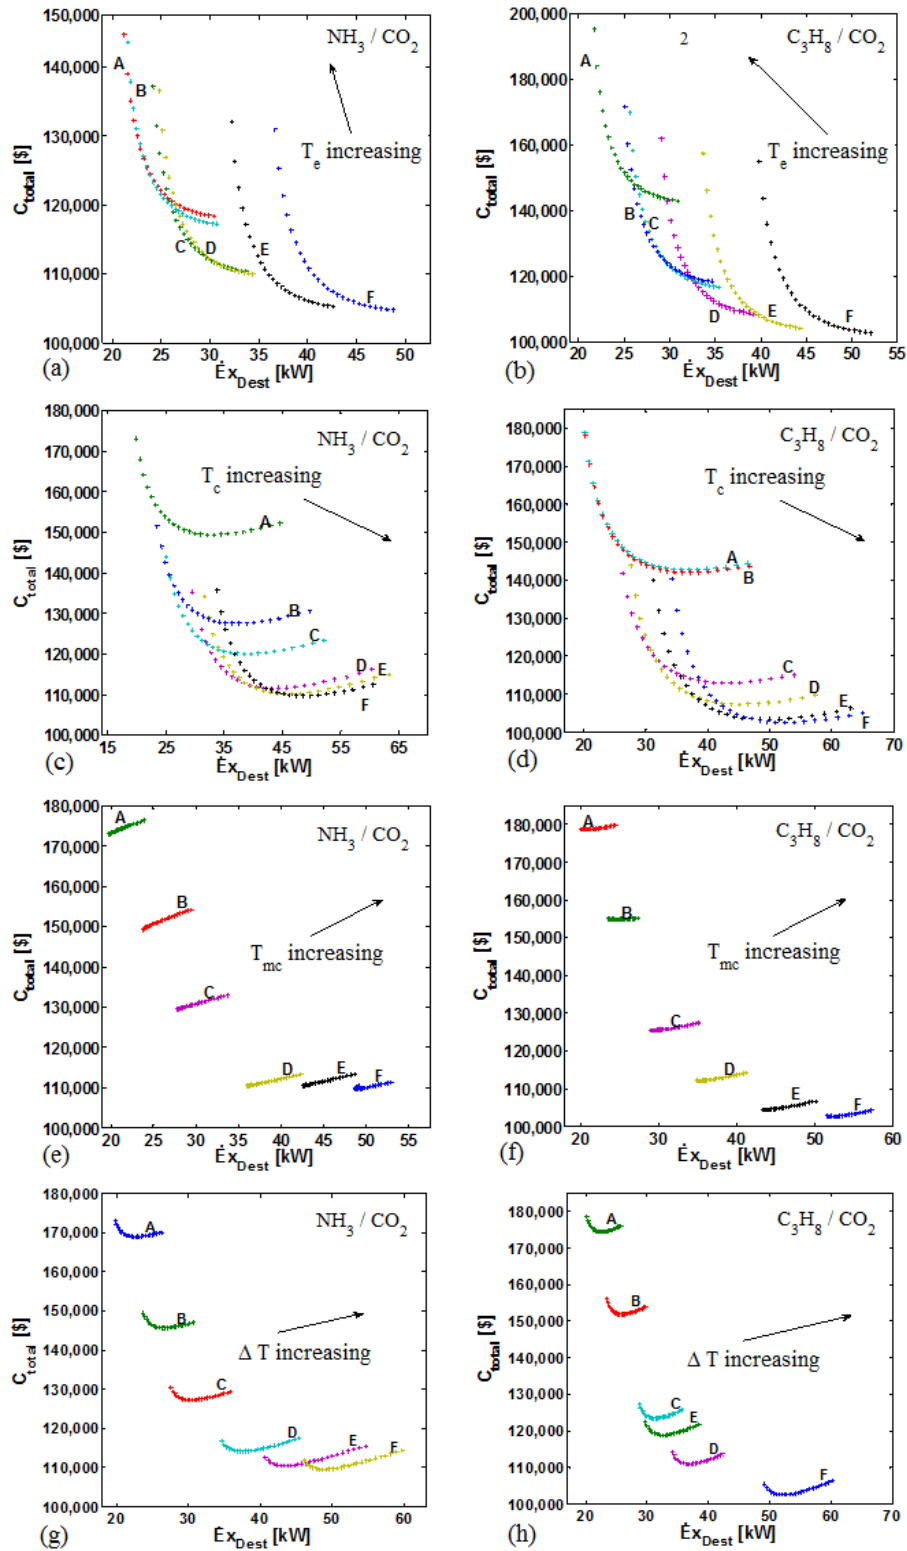 150,000
140,000
130,000
120,000
110,000
100,000
C_total [$]
NH3 / CO2
T_e increasing
A
B
C
D
E
F
20 25 30 35 40 45 50
(a)
Ėx_Dest [kW]
200,000
180,000
160,000
140,000
120,000
100,000
C_total [$]
2
C3H8 / CO2
T_e increasing
A
B
C
D
E
F
20 25 30 35 40 45 50 55
(b)
Ėx_Dest [kW]
180,000
170,000
160,000
150,000
140,000
130,000
120,000
110,000
100,000
C_total [$]
NH3 / CO2
T_c increasing
A
B
C
D
E
F
15 25 35 45 55 65
(c)
Ėx_Dest [kW]
180,000
170,000
160,000
150,000
140,000
130,000
120,000
110,000
100,000
C_total [$]
C3H8 / CO2
T_c increasing
A
B
C
D
E
F
20 30 40 50 60 70
(d)
Ėx_Dest [kW]
180,000
170,000
160,000
150,000
140,000
130,000
120,000
110,000
100,000
C_total [$]
NH3 / CO2
T_mc increasing
A
B
C
D
E
F
20 25 30 35 40 45 50 55
(e)
Ėx_Dest [kW]
180,000
170,000
160,000
150,000
140,000
130,000
120,000
110,000
100,000
C_total [$]
C3H8 / CO2
T_mc increasing
A
B
C
D
E
F
20 30 40 50 60
(f)
Ėx_Dest [kW]
180,000
170,000
160,000
150,000
140,000
130,000
120,000
110,000
100,000
C_total [$]
NH3 / CO2
Δ T increasing
A
B
C
D
E
F
20 30 40 50 60
(g)
Ėx_Dest [kW]
180,000
170,000
160,000
150,000
140,000
130,000
120,000
110,000
100,000
C_total [$]
C3H8 / CO2
Δ T increasing
A
B
C
E
D
F
20 30 40 50 60 70
(h)
Ėx_Dest [kW]